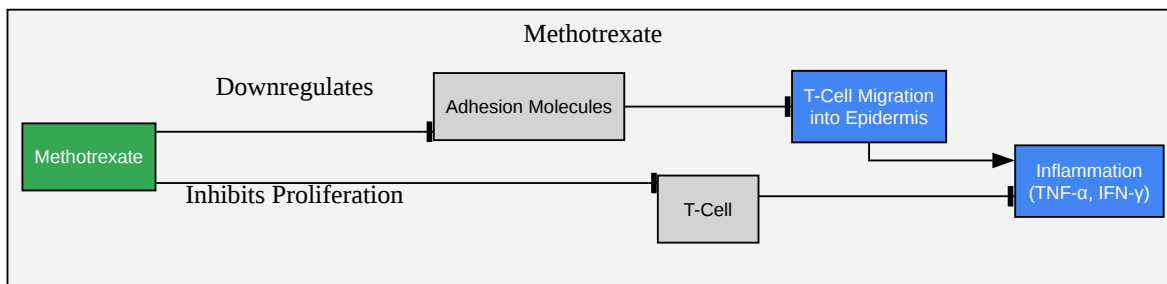 Methotrexate
Downregulates
Adhesion Molecules
T-Cell Migration
into Epidermis
Methotrexate
Inhibits Proliferation
T-Cell
Inflammation
(TNF-α, IFN-γ)